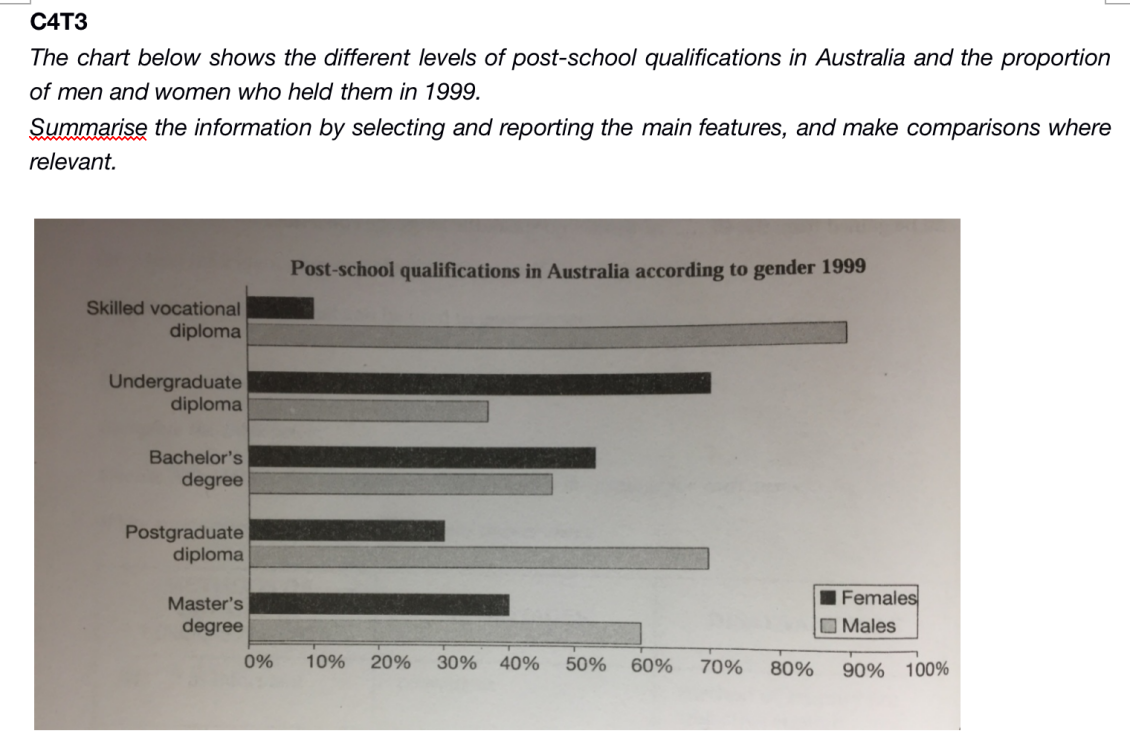 C4T3
The chart below shows the different levels of post-school qualifications in Australia and the proportion
of men and women who held them in 1999.
Summarise the information by selecting and reporting the main features, and make comparisons where
relevant.
Post-school qualifications in Australia according to gender 1999
Skilled vocational
diploma
Undergraduate
diploma
Bachelor's
degree
Postgraduate
diploma
Master's
degree
Females
Males
0% 10% 20% 30% 40% 50% 60% 70% 80% 90% 100%